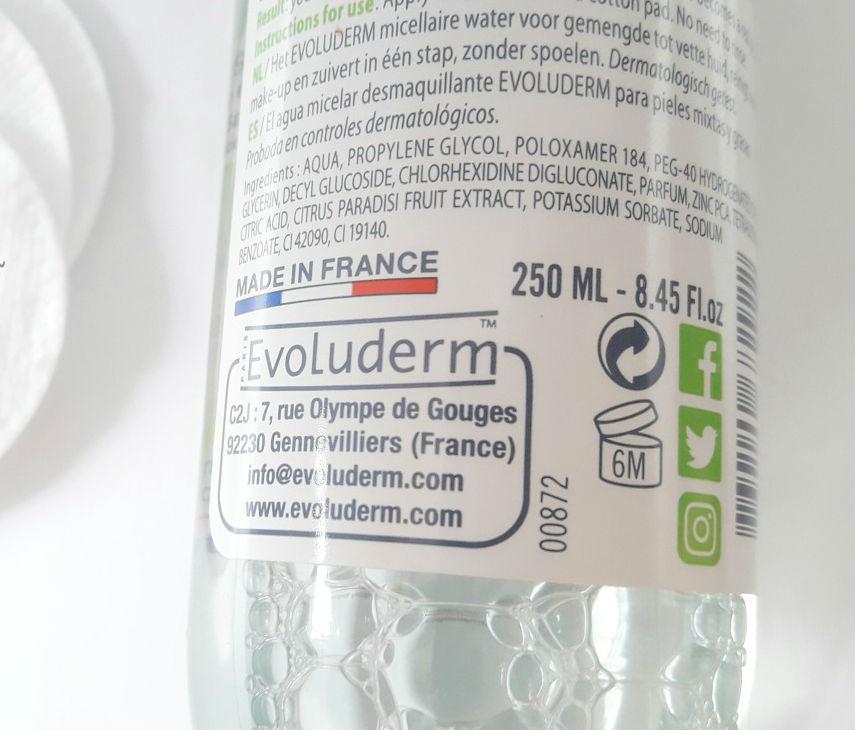 Result: you
Instructions for use: Apply cotton pad. No need to rinse.
NL / Het EVOLUDERM micellaire water voor gemengde tot vette huid,
make-up en zuivert in één stap, zonder spoelen. Dermatologisch getest.
ES / El agua micelar desmaquillante EVOLUDERM para pieles mixtas y grasas.
Probada en controles dermatológicos.
Ingredients : AQUA, PROPYLENE GLYCOL, POLOXAMER 184, PEG-40 HYDROGENATED
GLYCERIN, DECYL GLUCOSIDE, CHLORHEXIDINE DIGLUCONATE, PARFUM, ZINC PCA,
CITRIC ACID, CITRUS PARADISI FRUIT EXTRACT, POTASSIUM SORBATE, SODIUM
BENZOATE, CI 42090, CI 19140.
MADE IN FRANCE
250 ML - 8.45 Fl.oz
PARIS
Evoluderm™
C2J : 7, rue Olympe de Gouges
92230 Gennevilliers (France)
info@evoluderm.com
www.evoluderm.com
00872
6M